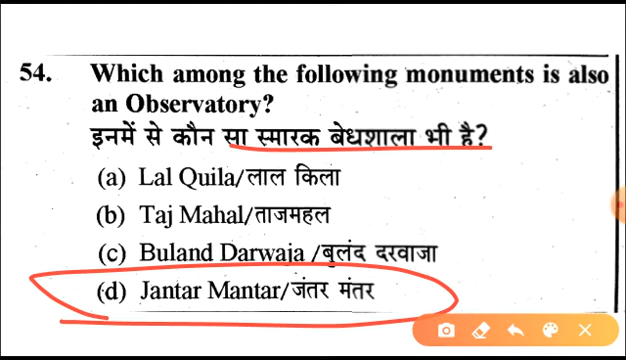 54. Which among the following monuments is also
an Observatory?
इनमें से कौन सा स्मारक बेधशाला भी है?
(a) Lal Quila/लाल किला
(b) Taj Mahal/ताजमहल
(c) Buland Darwaja /बुलंद दरवाजा
(d) Jantar Mantar/जंतर मंतर